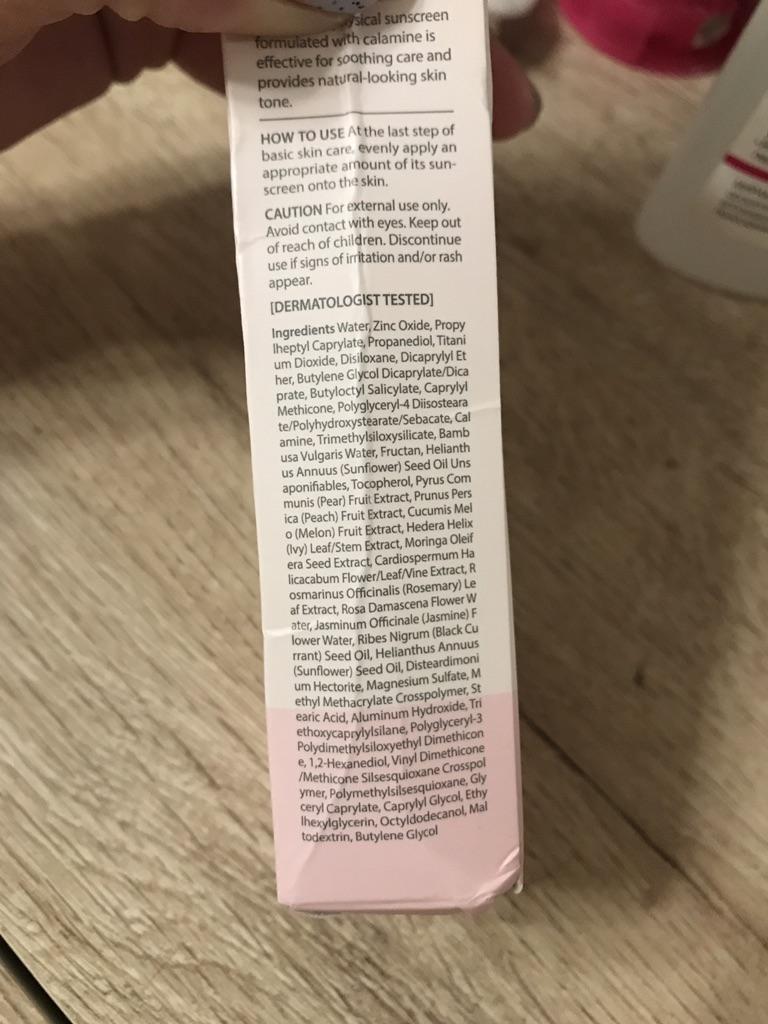 sunscreen
formulated with calamine is
effective for soothing care and
provides natural-looking skin
tone.
HOW TO USE At the last step of
basic skin care, evenly apply an
appropriate amount of its sun-
screen onto the skin.
CAUTION For external use only.
Avoid contact with eyes. Keep out
of reach of children. Discontinue
use if signs of irritation and/or rash
appear.
[DERMATOLOGIST TESTED]
Ingredients Water, Zinc Oxide, Propy
lheptyl Caprylate, Propanediol, Titani
um Dioxide, Disiloxane, Dicaprylyl Et
her, Butylene Glycol Dicaprylate/Dica
prate, Butyloctyl Salicylate, Caprylyl
Methicone, Polyglyceryl-4 Diisosteara
te/Polyhydroxystearate/Sebacate, Cal
amine, Trimethylsiloxysilicate, Bamb
usa Vulgaris Water, Fructan, Helianth
us Annuus (Sunflower) Seed Oil Uns
aponifiables, Tocopherol, Pyrus Com
munis (Pear) Fruit Extract, Prunus Pers
ica (Peach) Fruit Extract, Cucumis Mel
o (Melon) Fruit Extract, Hedera Helix
(Ivy) Leaf/Stem Extract, Moringa Oleif
era Seed Extract, Cardiospermum Ha
licacabum Flower/Leaf/Vine Extract, R
osmarinus Officinalis (Rosemary) Le
af Extract, Rosa Damascena Flower W
ater, Jasminum Officinale (Jasmine) F
lower Water, Ribes Nigrum (Black Cu
rrant) Seed Oil, Helianthus Annuus
(Sunflower) Seed Oil, Disteardimoni
um Hectorite, Magnesium Sulfate, M
ethyl Methacrylate Crosspolymer, St
earic Acid, Aluminum Hydroxide, Tri
ethoxycaprylylsilane, Polyglyceryl-3
Polydimethylsiloxyethyl Dimethicon
e, 1,2-Hexanediol, Vinyl Dimethicone
/Methicone Silsesquioxane Crosspol
ymer, Polymethylsilsesquioxane, Gly
ceryl Caprylate, Caprylyl Glycol, Ethy
lhexylglycerin, Octyldodecanol, Mal
todextrin, Butylene Glycol